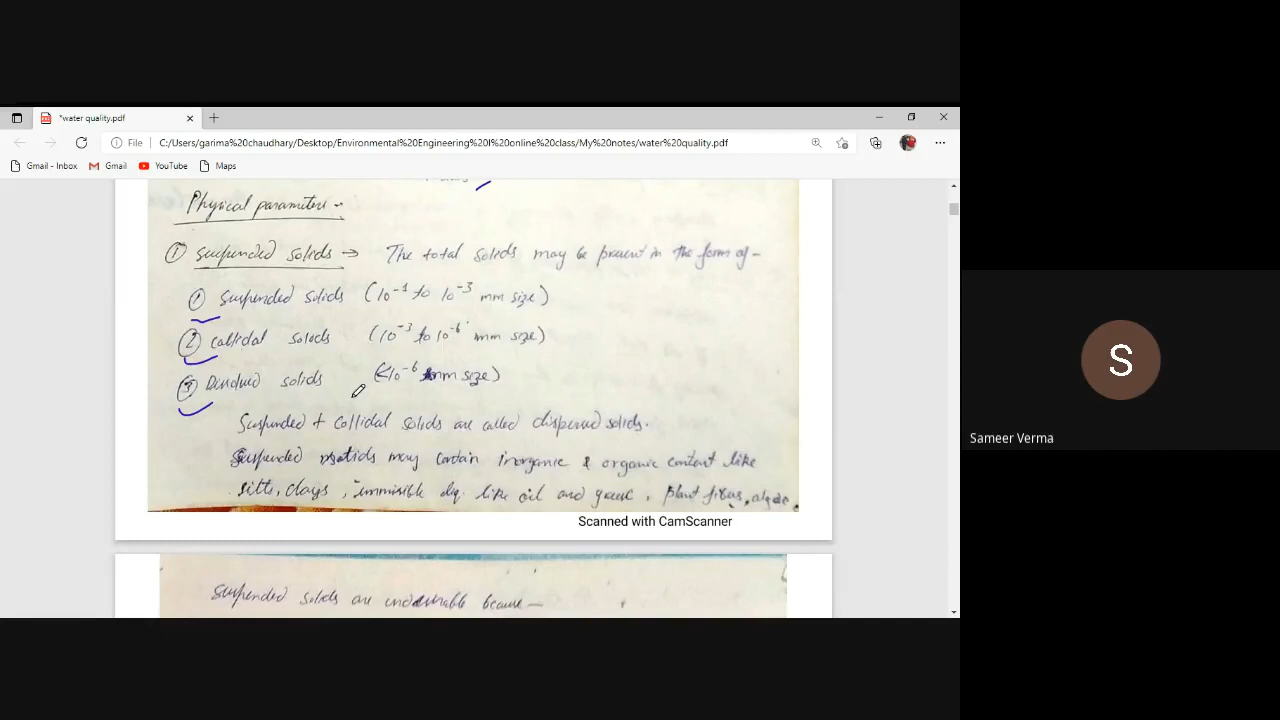 *water quality.pdf
File C:/Users/garima%20chaudhary/Desktop/Environmental%20Engineering%20I%20online%20class/My%20notes/water%20quality.pdf
Gmail - Inbox Gmail YouTube Maps
Physical parameters -
① Suspended solids → The total solids may be present in the form of -
① Suspended solids (10⁻¹ to 10⁻³ mm size)
② Colloidal solids (10⁻³ to 10⁻⁶ mm size)
③ Dissolved solids (<10⁻⁶ mm size)
Suspended + Collidal solids are called dispersed solids.
Suspended solids may contain inorganic & organic content like
silts, clays, immisible liq. like oil and grease, plant fibres, algae.
Scanned with CamScanner
Suspended solids are undesirable because —
S
Sameer Verma